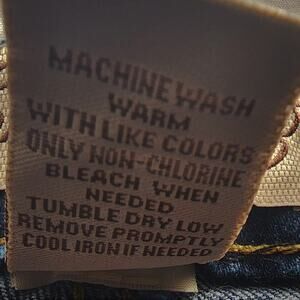 MACHINE WASH
WARM
WITH LIKE COLORS
ONLY NON-CHLORINE
BLEACH WHEN
NEEDED
TUMBLE DRY LOW
REMOVE PROMPTLY
COOL IRON IF NEEDED